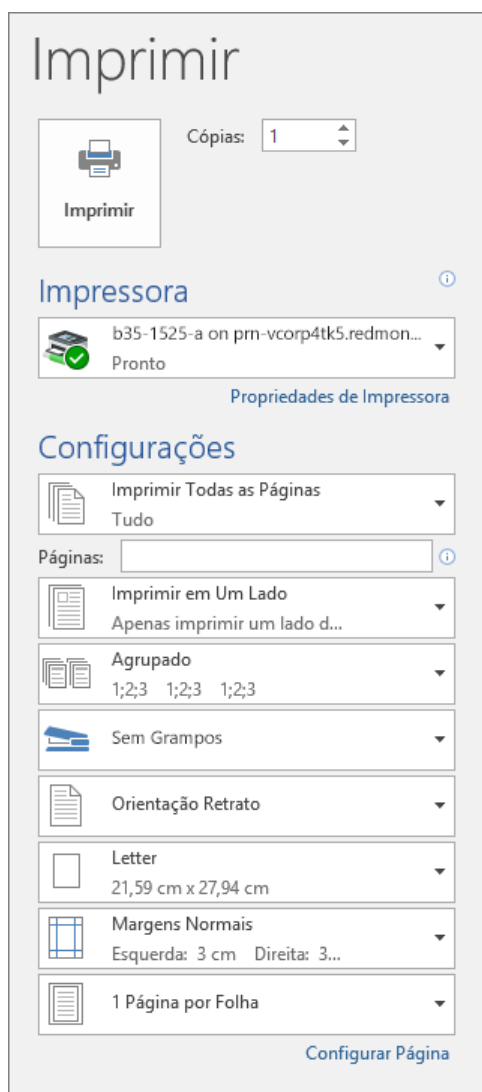 Imprimir
Cópias: 1
Imprimir
Impressora
b35-1525-a on prn-vcorp4tk5.redmon...
Pronto
Propriedades de Impressora
Configurações
Imprimir Todas as Páginas
Tudo
Páginas:
Imprimir em Um Lado
Apenas imprimir um lado d...
Agrupado
1;2;3 1;2;3 1;2;3
Sem Grampos
Orientação Retrato
Letter
21,59 cm x 27,94 cm
Margens Normais
Esquerda: 3 cm Direita: 3...
1 Página por Folha
Configurar Página